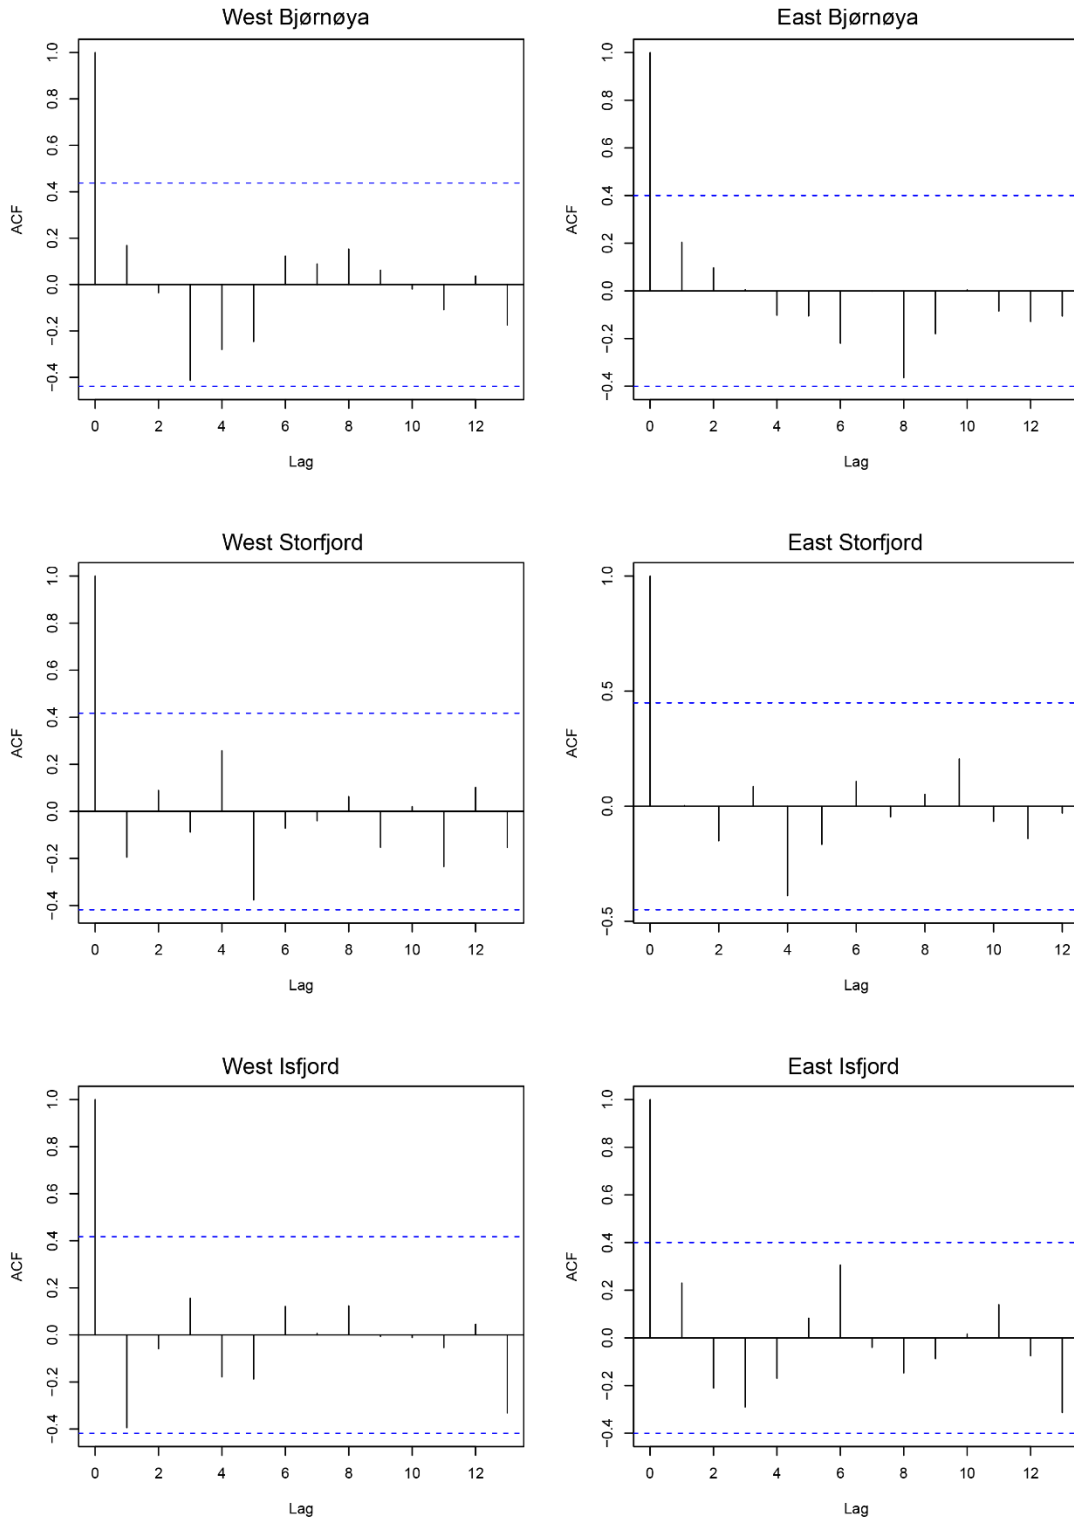 West Bjørnøya
1.0
0.8
0.6
0.4
0.2
0.0
−0.2
−0.4
ACF
0 2 4 6 8 10 12
Lag
East Bjørnøya
1.0
0.8
0.6
0.4
0.2
0.0
−0.2
−0.4
ACF
0 2 4 6 8 10 12
Lag
West Storfjord
1.0
0.8
0.6
0.4
0.2
0.0
−0.2
−0.4
ACF
0 2 4 6 8 10 12
Lag
East Storfjord
1.0
0.5
0.0
−0.5
ACF
0 2 4 6 8 10 12
Lag
West Isfjord
1.0
0.8
0.6
0.4
0.2
0.0
−0.2
−0.4
ACF
0 2 4 6 8 10 12
Lag
East Isfjord
1.0
0.8
0.6
0.4
0.2
0.0
−0.2
−0.4
ACF
0 2 4 6 8 10 12
Lag